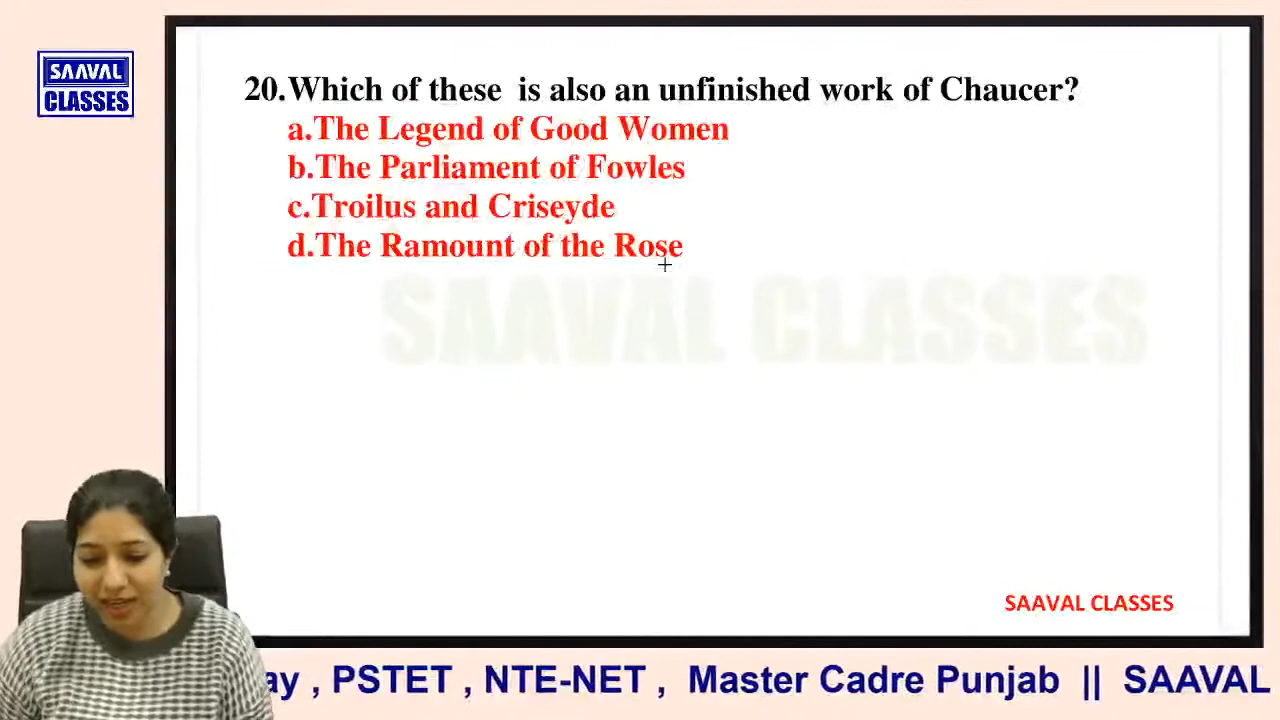 SAAVAL
CLASSES
20.Which of these is also an unfinished work of Chaucer?
a.The Legend of Good Women
b.The Parliament of Fowles
c.Troilus and Criseyde
d.The Ramount of the Rose
SAAVAL CLASSES
SAAVAL CLASSES
ay , PSTET , NTE-NET , Master Cadre Punjab || SAAVAL